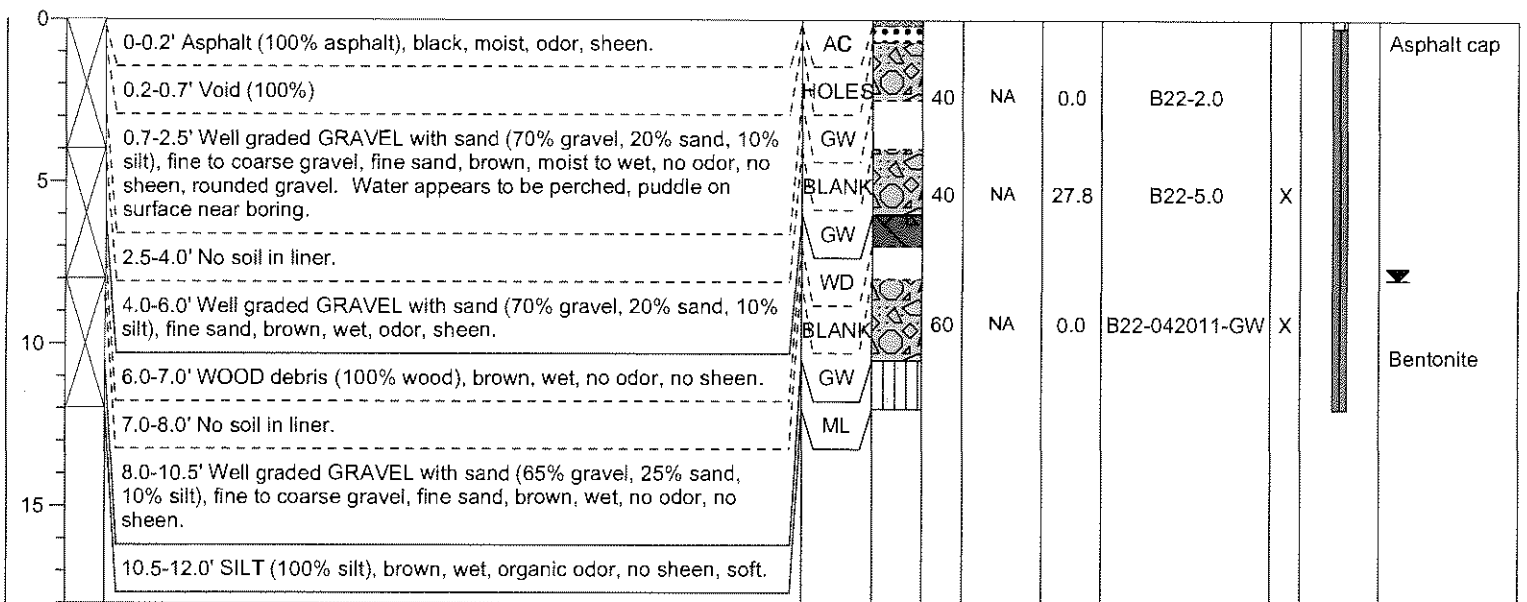 0
0-0.2' Asphalt (100% asphalt), black, moist, odor, sheen.
AC
Asphalt cap
0.2-0.7' Void (100%)
HOLES
40 NA 0.0 B22-2.0
0.7-2.5' Well graded GRAVEL with sand (70% gravel, 20% sand, 10%
silt), fine to coarse gravel, fine sand, brown, moist to wet, no odor, no
sheen, rounded gravel. Water appears to be perched, puddle on
surface near boring.
GW
5
BLANK
40 NA 27.8 B22-5.0 X
2.5-4.0' No soil in liner.
GW
4.0-6.0' Well graded GRAVEL with sand (70% gravel, 20% sand, 10%
silt), fine sand, brown, wet, odor, sheen.
WD
10
BLANK
60 NA 0.0 B22-042011-GW X
Bentonite
6.0-7.0' WOOD debris (100% wood), brown, wet, no odor, no sheen.
GW
7.0-8.0' No soil in liner.
ML
8.0-10.5' Well graded GRAVEL with sand (65% gravel, 25% sand,
10% silt), fine to coarse gravel, fine sand, brown, wet, no odor, no
sheen.
15
10.5-12.0' SILT (100% silt), brown, wet, organic odor, no sheen, soft.